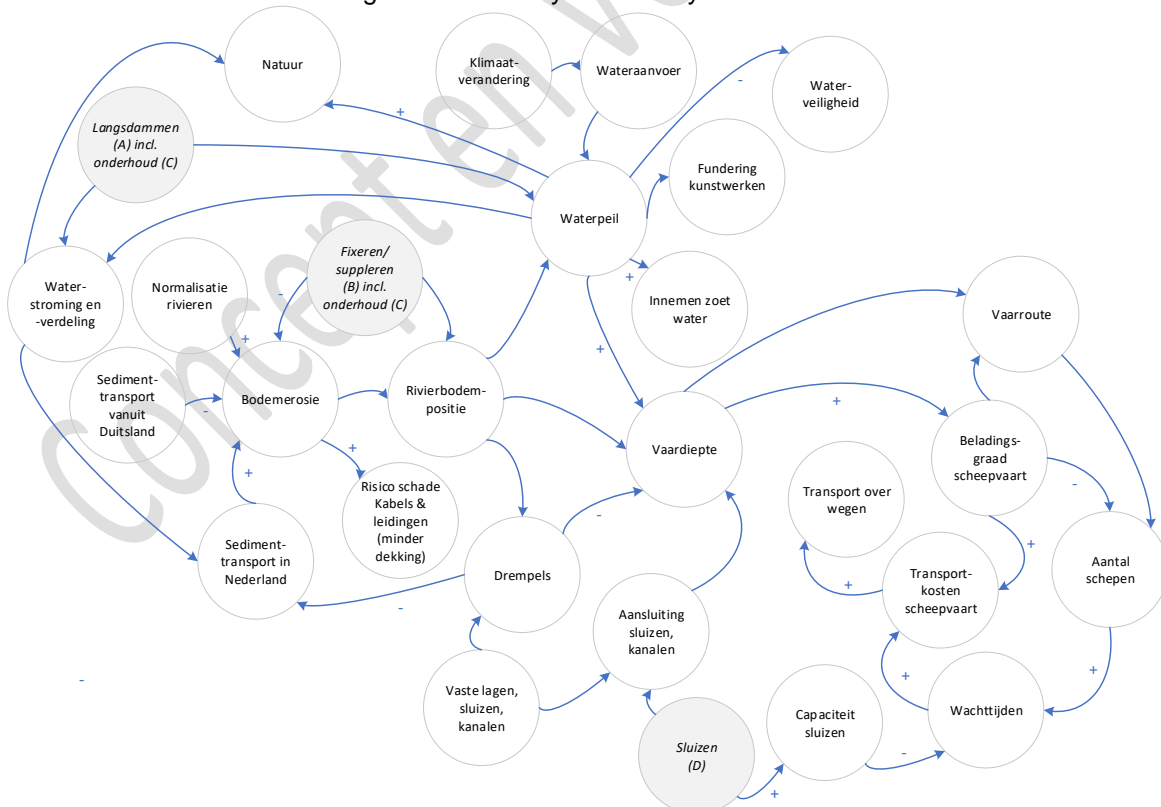 Natuur
Klimaat-
verandering
Wateraanvoer
Water-
veiligheid
Langsdammen
(A) incl.
onderhoud (C)
+
-
Fundering
kunstwerken
Waterpeil
Fixeren/
suppleren
(B) incl.
onderhoud (C)
Water-
stroming en
-verdeling
Normalisatie
rivieren
-
+
+
Innemen zoet
water
Vaarroute
+
Sediment-
transport
vanuit
Duitsland
-
Bodemerosie
Rivierbodem-
positie
+
Vaardiepte
Beladings-
graad
scheepvaart
+
+
-
Risico schade
Kabels &
leidingen
(minder
dekking)
Transport over
wegen
-
+
Sediment-
transport in
Nederland
Drempels
Transport-
kosten
scheepvaart
+
Aantal
schepen
-
Aansluiting
sluizen,
kanalen
-
+
+
Vaste lagen,
sluizen,
kanalen
Capaciteit
sluizen
Wachttijden
Sluizen
(D)
-
+
Concept en